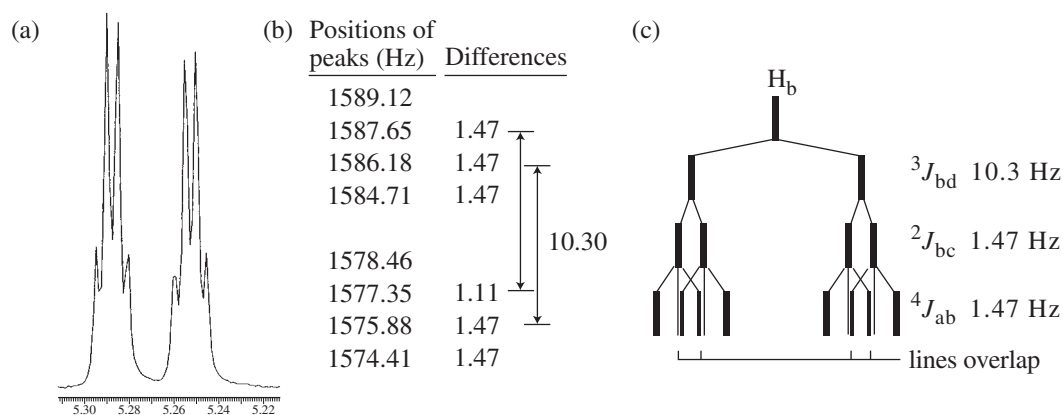 (a)
5.30 5.28 5.26 5.24 5.22
(b) Positions of
peaks (Hz) Differences
1589.12
1587.65 1.47
1586.18 1.47
1584.71 1.47
10.30
1578.46
1577.35 1.11
1575.88 1.47
1574.41 1.47
(c)
H_b
³J_bd 10.3 Hz
²J_bc 1.47 Hz
⁴J_ab 1.47 Hz
lines overlap